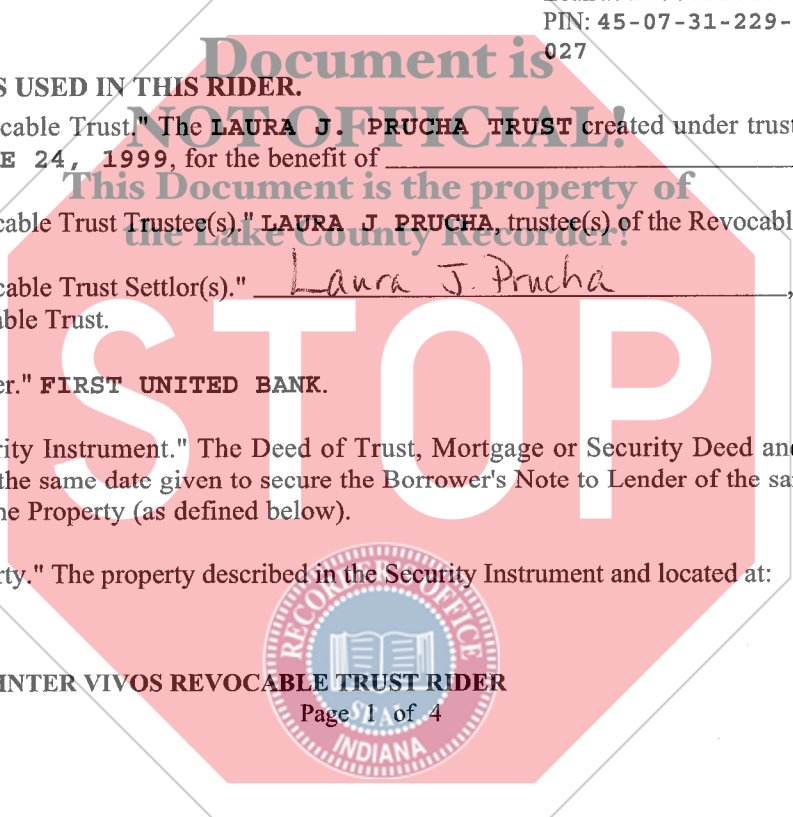 PIN: 45-07-31-229-
027
S USED IN THIS RIDER.
cable Trust." The LAURA J. PRUCHA TRUST created under trust
E 24, 1999, for the benefit of
cable Trust Trustee(s)." LAURA J PRUCHA, trustee(s) of the Revocabl
cable Trust Settlor(s)." Laura J. Prucha,
ble Trust.
er." FIRST UNITED BANK.
rity Instrument." The Deed of Trust, Mortgage or Security Deed and
the same date given to secure the Borrower's Note to Lender of the sa
ne Property (as defined below).
rty." The property described in the Security Instrument and located at:
INTER VIVOS REVOCABLE TRUST RIDER
Page 1 of 4
Document is
NOT OFFICIAL!
This Document is the property of
the Lake County Recorder!
STOP
RECORDER'S OFFICE
SEAL
INDIANA